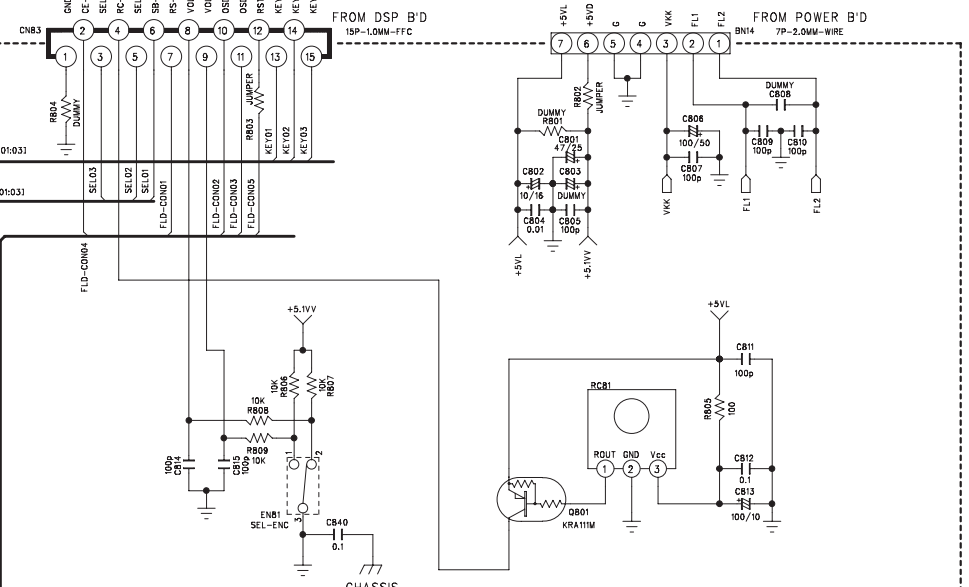 CN83
FROM DSP B'D
15P-1.0MM-FFC
FROM POWER B'D
BN14
7P-2.0MM-WIRE
+5VL
+5VD
G
G
VKK
FL1
FL2
2 4 6 8 10 12 14
1 3 5 7 9 11 13 15
7 6 5 4 3 2 1
R804
DUMMY
JUMPER
R803
KEY01
KEY02
KEY03
01:03]
01:03]
SEL03
SEL02
SEL01
FLD-CON01
FLD-CON02
FLD-CON03
FLD-CON05
FLD-CON04
R802
JUMPER
DUMMY
R801
C801
47/25
C802
10/16
C803
DUMMY
C804
0.01
C805
100p
+5VL
+5.1VV
C806
100/50
C807
100p
VKK
DUMMY
C808
C809
100p
C810
100p
FL1
FL2
+5.1VV
10K
R806
10K
R807
10K
R808
R809
10K
100p
C814
C815
100p
1
2
3
EN81
SEL-ENC
C840
0.1
CHASSIS
+5VL
C811
100p
R805
100
C812
0.1
C813
100/10
RC81
ROUT GND Vcc
1 2 3
Q801
KRA111M